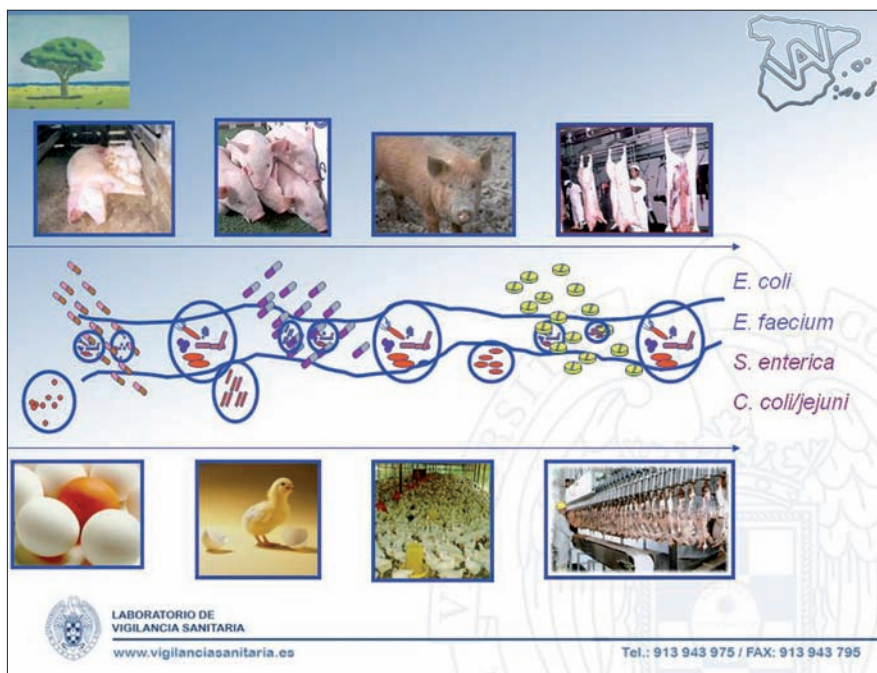 E. coli
E. faecium
S. enterica
C. coli/jejuni
LABORATORIO DE
VIGILANCIA SANITARIA
www.vigilanciasanitaria.es
Tel.: 913 943 975 / FAX: 913 943 795